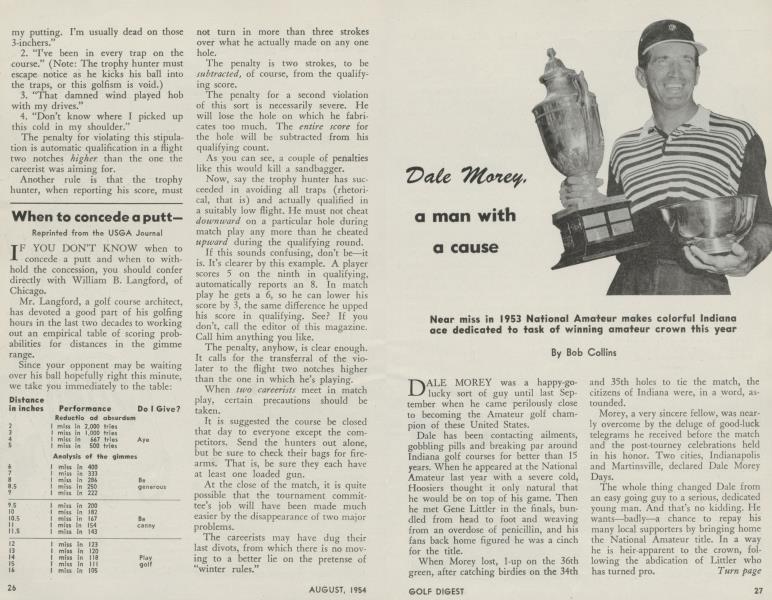 my putting. I'm usually dead on those
3-inchers."
2. "I've been in every trap on the
course." (Note: The trophy hunter must
escape notice as he kicks his ball into
the traps, or this golfism is void.)
3. "That damned wind played hob
with my drives."
4. "Don't know where I picked up
this cold in my shoulder."
The penalty for violating this stipula-
tion is automatic qualification in a flight
two notches higher than the one the
careerist was aiming for.
Another rule is that the trophy
hunter, when reporting his score, must
When to concede a putt—
Reprinted from the USGA Journal
IF YOU DON'T KNOW when to
concede a putt and when to with-
hold the concession, you should confer
directly with William B. Langford, of
Chicago.
Mr. Langford, a golf course architect,
has devoted a good part of his golfing
hours in the last two decades to working
out an empirical table of scoring prob-
abilities for distances in the gimme
range.
Since your opponent may be waiting
over his ball hopefully right this minute,
we take you immediately to the table:
Distance
in inches Performance Do I Give?
Reductio ad absurdum
2 1 miss in 2,000 tries
3 1 miss in 1,000 tries
4 1 miss in 667 tries Aye
5 1 miss in 500 tries
Analysis of the gimmes
6 1 miss in 400
7 1 miss in 333
8 1 miss in 286 Be
8.5 1 miss in 250 generous
9 1 miss in 222
9.5 1 miss in 200
10 1 miss in 182
10.5 1 miss in 167 Be
11 1 miss in 154 canny
11.5 1 miss in 143
12 1 miss in 123
13 1 miss in 120
14 1 miss in 118 Play
15 1 miss in 111 golf
16 1 miss in 105
26
not turn in more than three strokes
over what he actually made on any one
hole.
The penalty is two strokes, to be
subtracted, of course, from the qualify-
ing score.
The penalty for a second violation
of this sort is necessarily severe. He
will lose the hole on which he fabri-
cates too much. The entire score for
the hole will be subtracted from his
qualifying count.
As you can see, a couple of penalties
like this would kill a sandbagger.
Now, say the trophy hunter has suc-
ceeded in avoiding all traps (rhetori-
cal, that is) and actually qualified in
a suitably low flight. He must not cheat
downward on a particular hole during
match play any more than he cheated
upward during the qualifying round.
If this sounds confusing, don't be—it
is. It's clearer by this example. A player
scores 5 on the ninth in qualifying,
automatically reports an 8. In match
play he gets a 6, so he can lower his
score by 3, the same difference he upped
his score in qualifying. See? If you
don't, call the editor of this magazine.
Call him anything you like.
The penalty, anyhow, is clear enough.
It calls for the transferral of the vio-
later to the flight two notches higher
than the one in which he's playing.
When two careerists meet in match
play, certain precautions should be
taken.
It is suggested the course be closed
that day to everyone except the com-
petitors. Send the hunters out alone,
but be sure to check their bags for fire-
arms. That is, be sure they each have
at least one loaded gun.
At the close of the match, it is quite
possible that the tournament commit-
tee's job will have been made much
easier by the disappearance of two major
problems.
The careerists may have dug their
last divots, from which there is no mov-
ing to a better lie on the pretense of
"winter rules."
AUGUST, 1954
Dale Morey,
a man with
a cause
Near miss in 1953 National Amateur makes colorful Indiana
ace dedicated to task of winning amateur crown this year
By Bob Collins
DALE MOREY was a happy-go-
lucky sort of guy until last Sep-
tember when he came perilously close
to becoming the Amateur golf cham-
pion of these United States.
Dale has been contacting ailments,
gobbling pills and breaking par around
Indiana golf courses for better than 15
years. When he appeared at the National
Amateur last year with a severe cold,
Hoosiers thought it only natural that
he would be on top of his game. Then
he met Gene Littler in the finals, bun-
dled from head to foot and weaving
from an overdose of penicillin, and his
fans back home figured he was a cinch
for the title.
When Morey lost, 1-up on the 36th
green, after catching birdies on the 34th
and 35th holes to tie the match, the
citizens of Indiana were, in a word, as-
tounded.
Morey, a very sincere fellow, was near-
ly overcome by the deluge of good-luck
telegrams he received before the match
and the post-tourney celebrations held
in his honor. Two cities, Indianapolis
and Martinsville, declared Dale Morey
Days.
The whole thing changed Dale from
an easy going guy to a serious, dedicated
young man. And that's no kidding. He
wants—badly—a chance to repay his
many local supporters by bringing home
the National Amateur title. In a way
he is heir-apparent to the crown, fol-
lowing the abdication of Littler who
has turned pro. Turn page
GOLF DIGEST
27